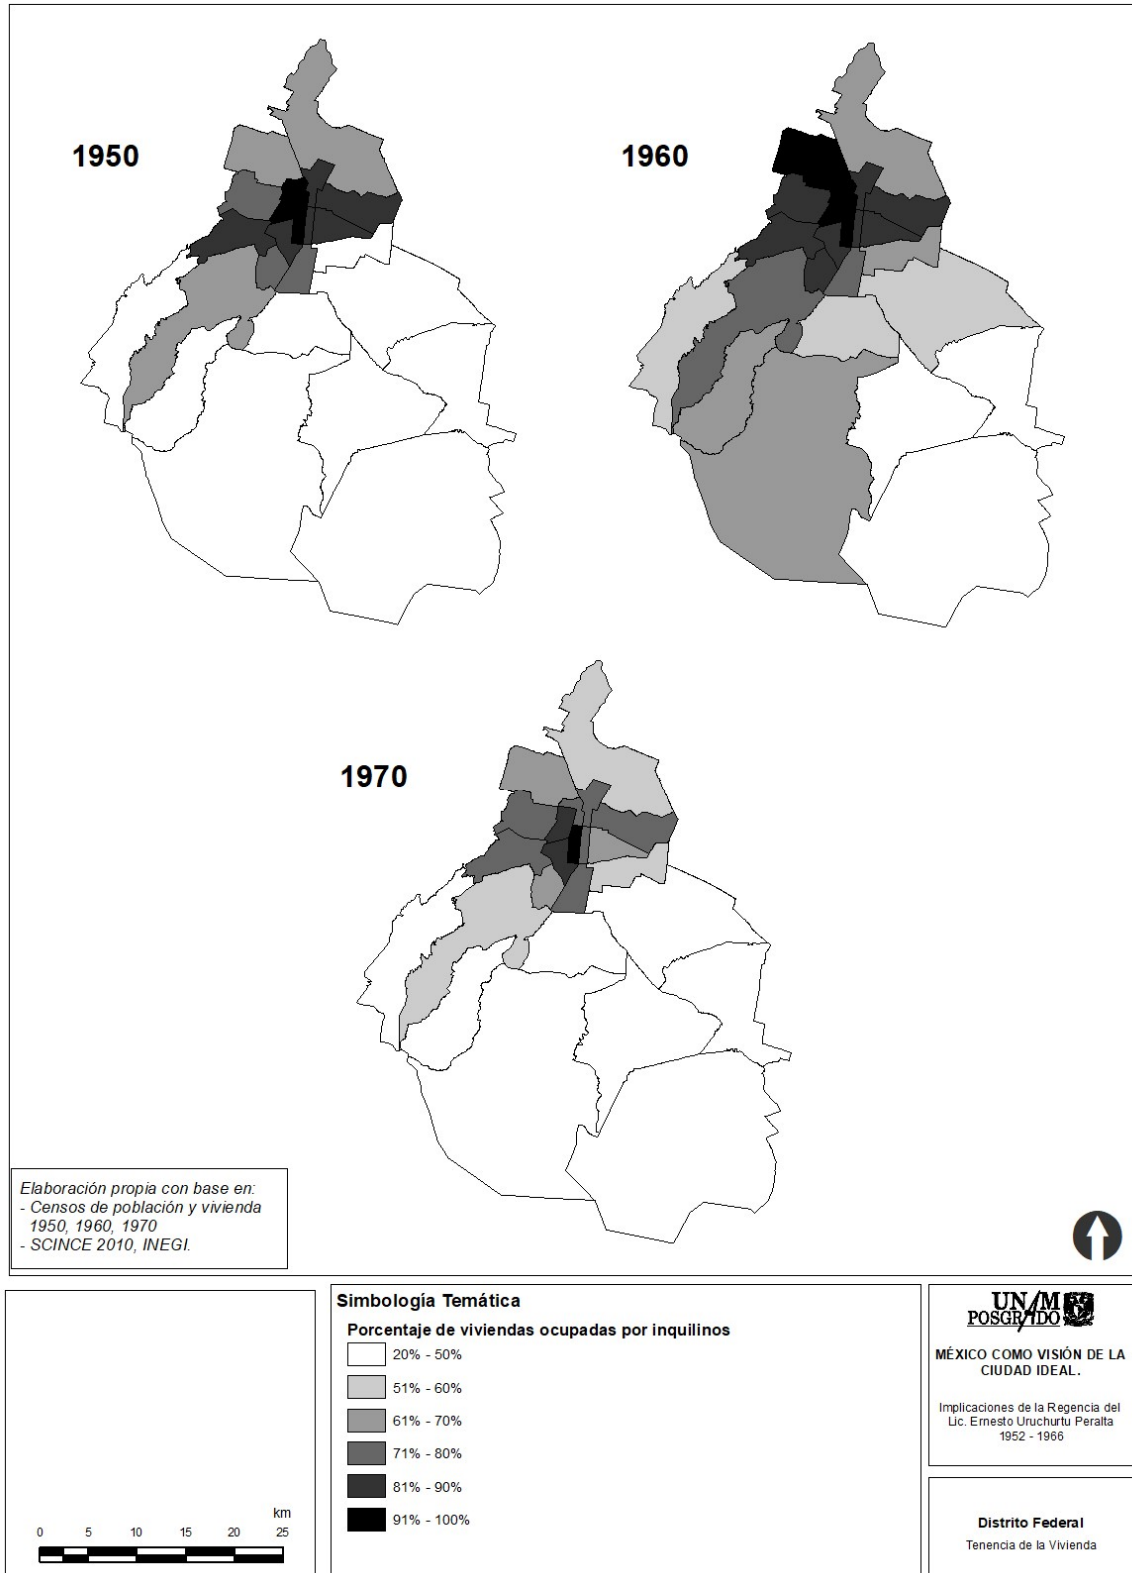 1950
1960
1970
Elaboración propia con base en:
- Censos de población y vivienda
1950, 1960, 1970
- SCINCE 2010, INEGI.
km
0 5 10 15 20 25
Simbología Temática
Porcentaje de viviendas ocupadas por inquilinos
20% - 50%
51% - 60%
61% - 70%
71% - 80%
81% - 90%
91% - 100%
UNAM
POSGRADO
MÉXICO COMO VISIÓN DE LA
CIUDAD IDEAL.
Implicaciones de la Regencia del
Lic. Ernesto Uruchurtu Peralta
1952 - 1966
Distrito Federal
Tenencia de la Vivienda